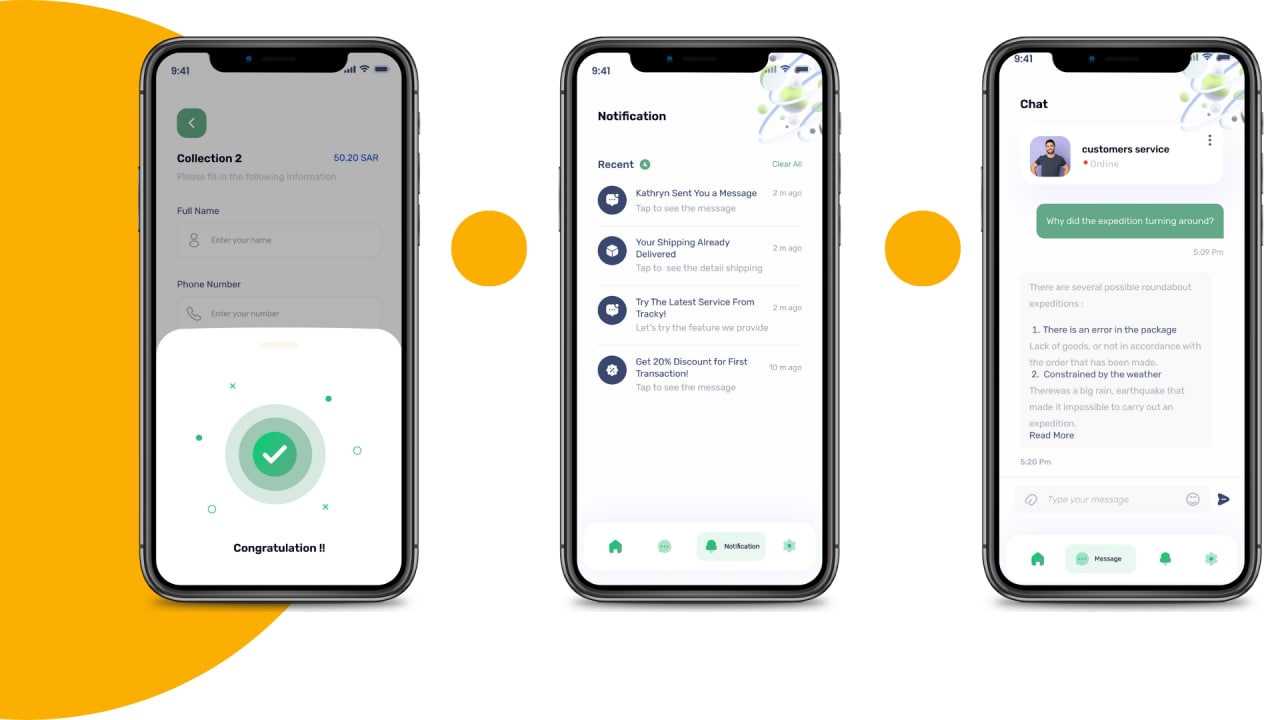 9:41
Collection 2
50.20 SAR
Please fill in the following information
Full Name
Enter your name
Phone Number
Enter your number
Congratulation !!
9:41
Notification
Recent 4
Clear All
Kathryn Sent You a Message
2 m ago
Tap to see the message
Your Shipping Already
Delivered
2 m ago
Tap to see the detail shipping
Try The Latest Service From
Tracky!
2 m ago
Let's try the feature we provide
Get 20% Discount for First
Transaction!
10 m ago
Tap to see the message
Notification
9:41
Chat
customers service
Online
Why did the expedition turning around?
5:09 Pm
There are several possible roundabout
expeditions :
1. There is an error in the package
Lack of goods, or not in accordance with
the order that has been made.
2. Constrained by the weather
Therewas a big rain, earthquake that
made it impossible to carry out an
expedition.
Read More
5:20 Pm
Type your message
Message